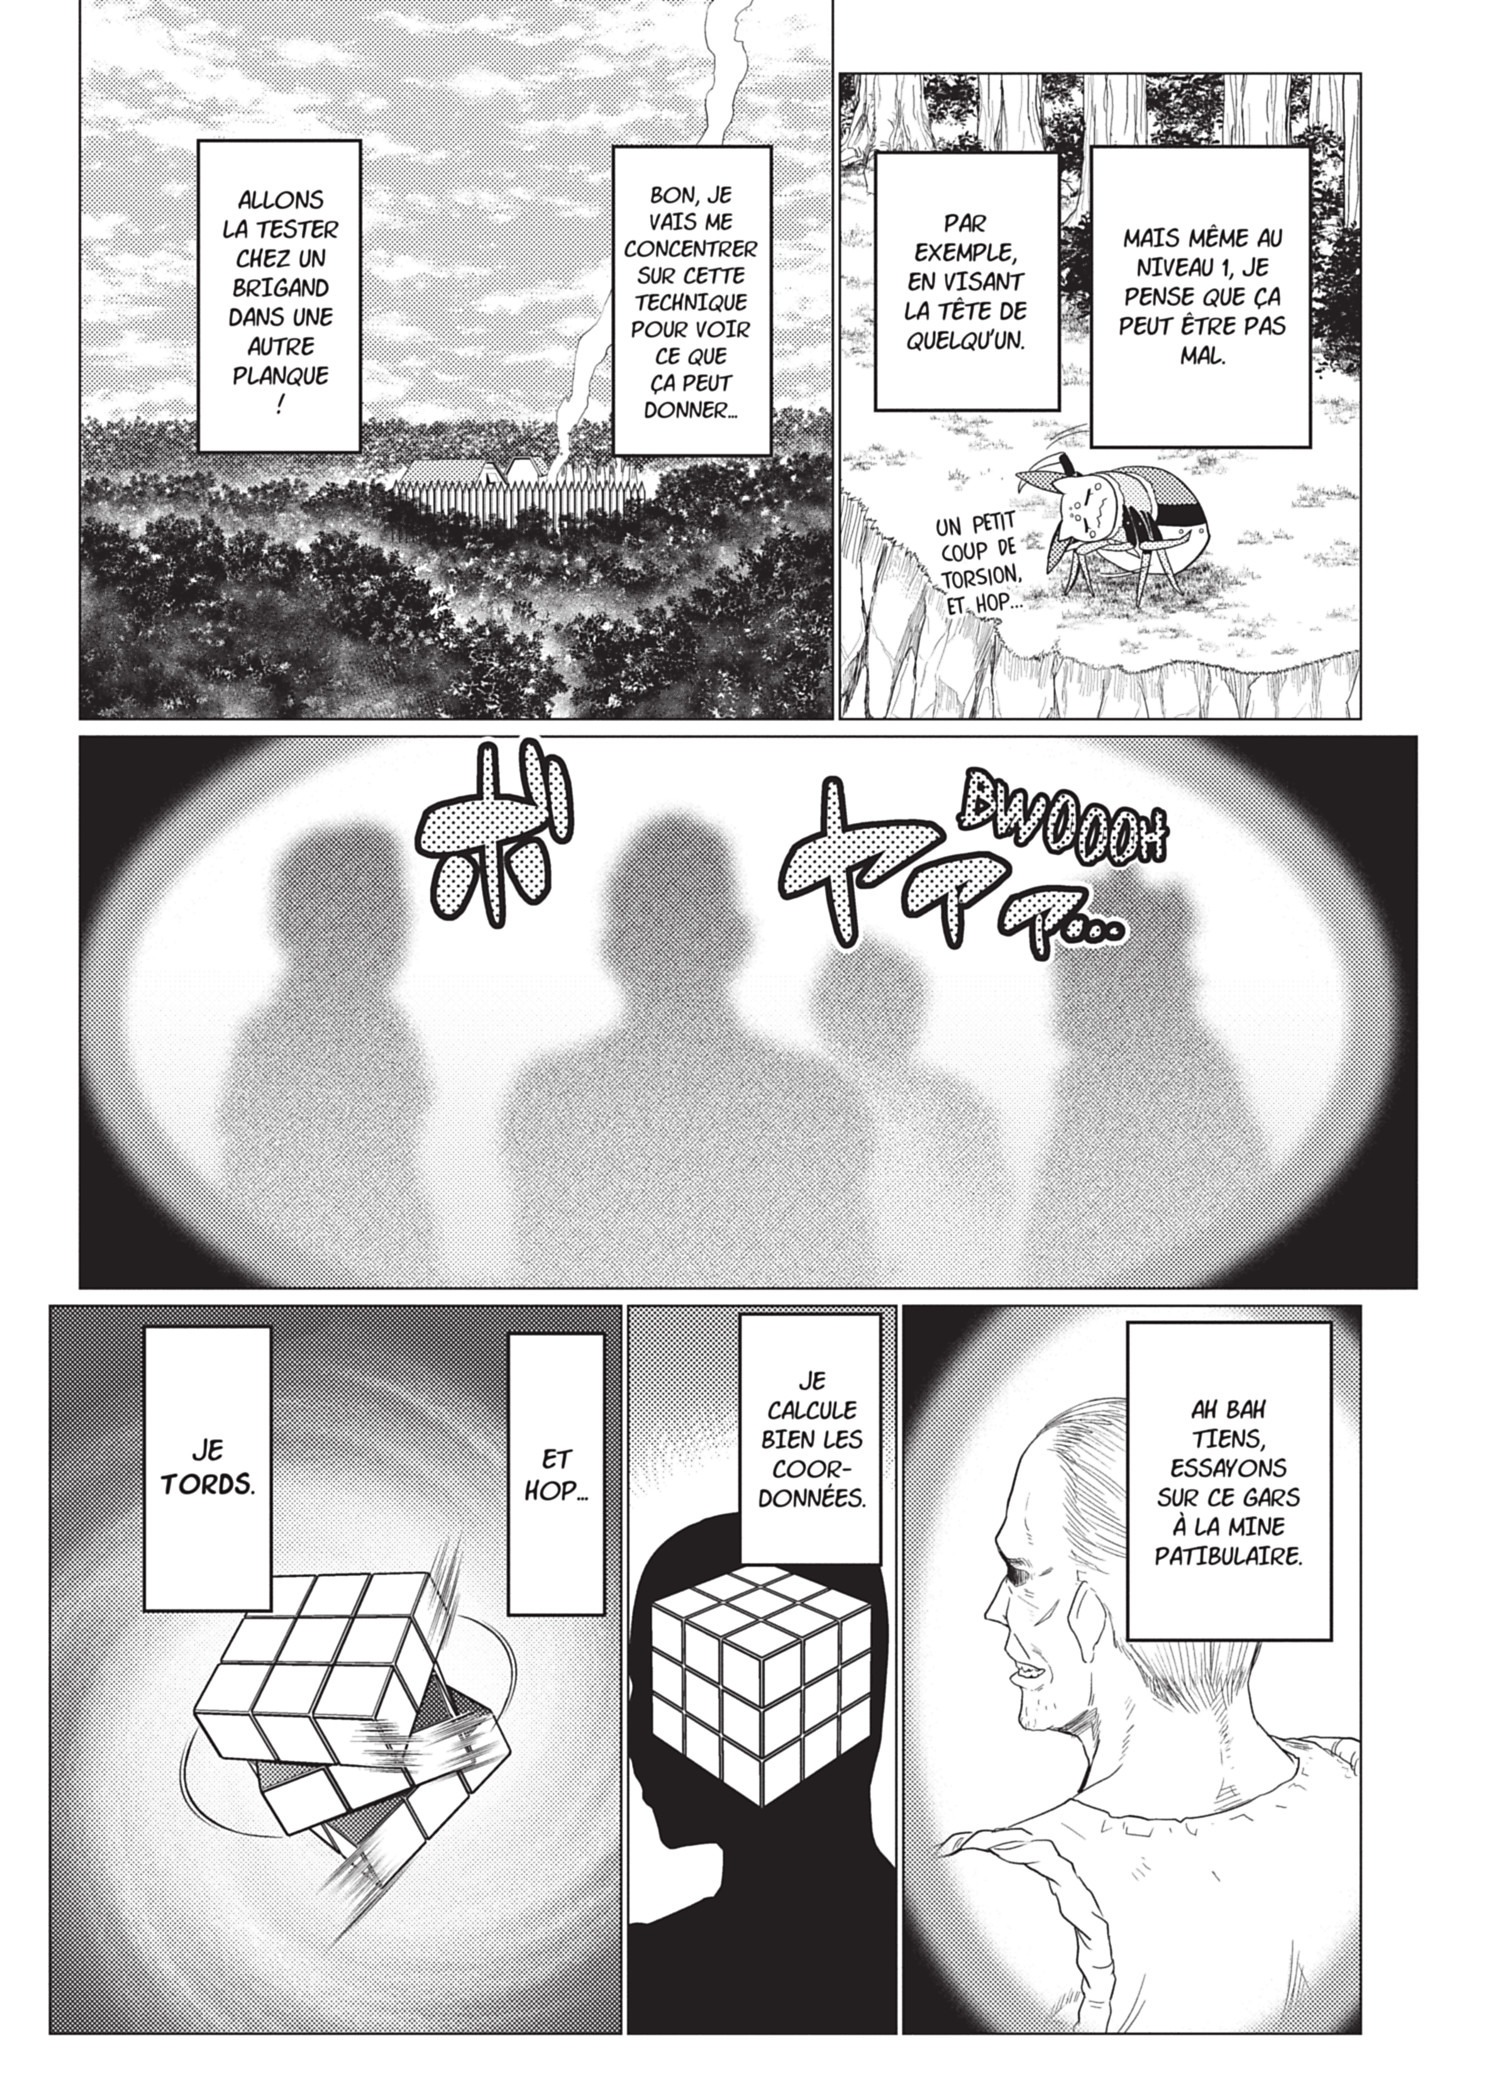 MAIS MÊME AU
NIVEAU 1, JE
PENSE QUE ÇA
PEUT ÊTRE PAS
MAL.
PAR
EXEMPLE,
EN VISANT
LA TÊTE DE
QUELQU'UN.
UN PETIT
COUP DE
TORSION,
ET HOP...
BON, JE
VAIS ME
CONCENTRER
SUR CETTE
TECHNIQUE
POUR VOIR
CE QUE
ÇA PEUT
DONNER...
ALLONS
LA TESTER
CHEZ UN
BRIGAND
DANS UNE
AUTRE
PLANQUE
!
BWOOOH
ボヤァァ...
AH BAH
TIENS,
ESSAYONS
SUR CE GARS
À LA MINE
PATIBULAIRE.
JE
CALCULE
BIEN LES
COOR-
DONNÉES.
ET
HOP...
JE
TORDS.